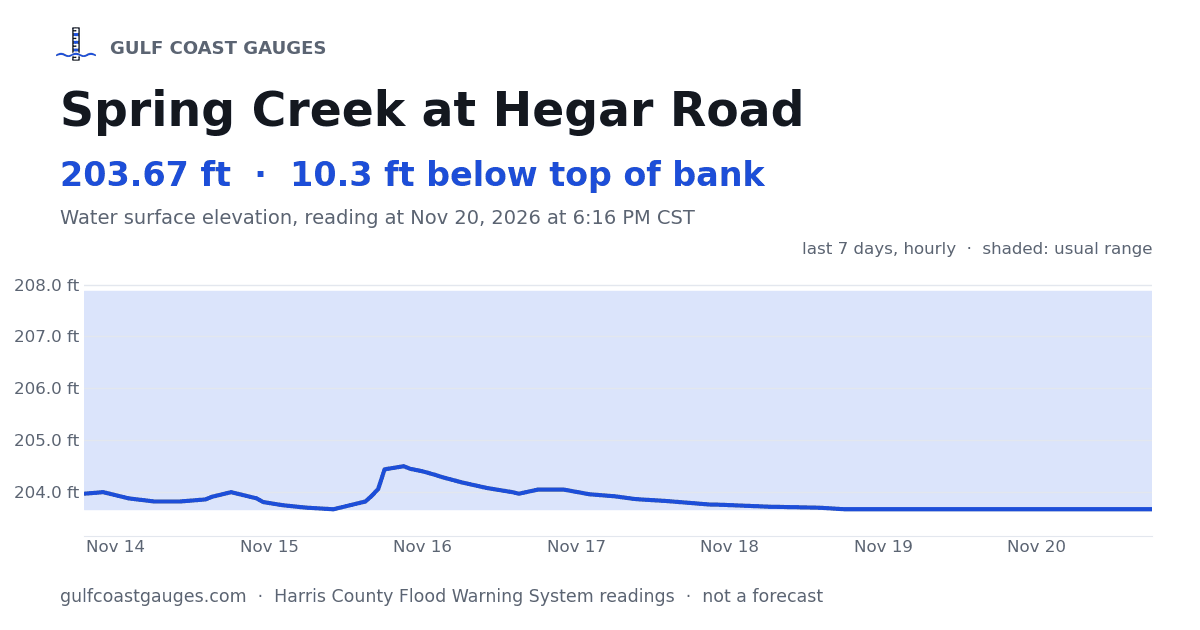 GULF COAST GAUGES
Spring Creek at Hegar Road
203.67 ft · 10.3 ft below top of bank
Water surface elevation, reading at Nov 20, 2026 at 6:16 PM CST
last 7 days, hourly · shaded: usual range
208.0 ft
207.0 ft
206.0 ft
205.0 ft
204.0 ft
Nov 14 Nov 15 Nov 16 Nov 17 Nov 18 Nov 19 Nov 20
gulfcoastgauges.com · Harris County Flood Warning System readings · not a forecast